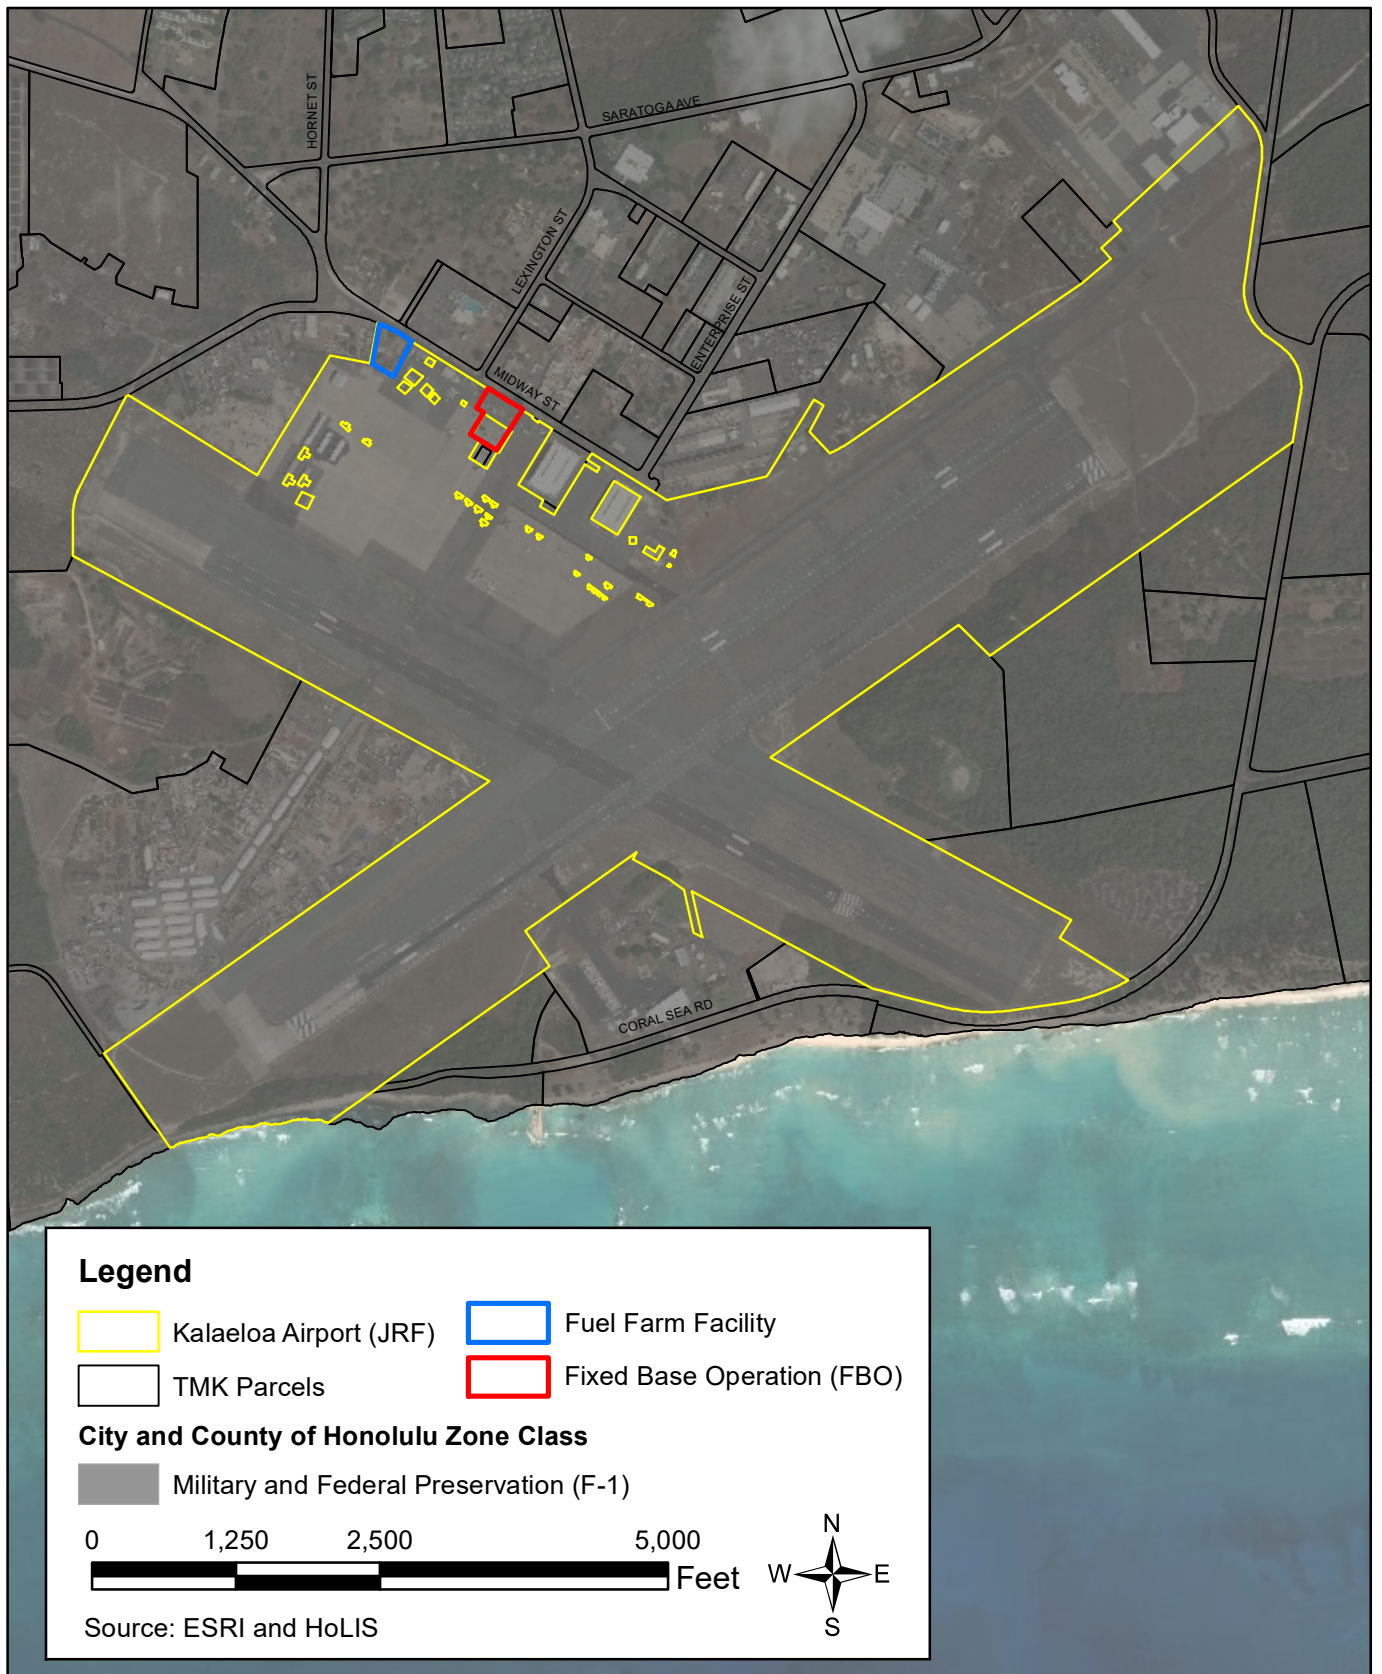 HORNET ST
SARATOGA AVE
LEXINGTON ST
ENTERPRISE ST
MIDWAY ST
CORAL SEA RD
Legend
Kalaeloa Airport (JRF)
Fuel Farm Facility
TMK Parcels
Fixed Base Operation (FBO)
City and County of Honolulu Zone Class
Military and Federal Preservation (F-1)
0 1,250 2,500 5,000
Feet
N
W E
S
Source: ESRI and HoLIS